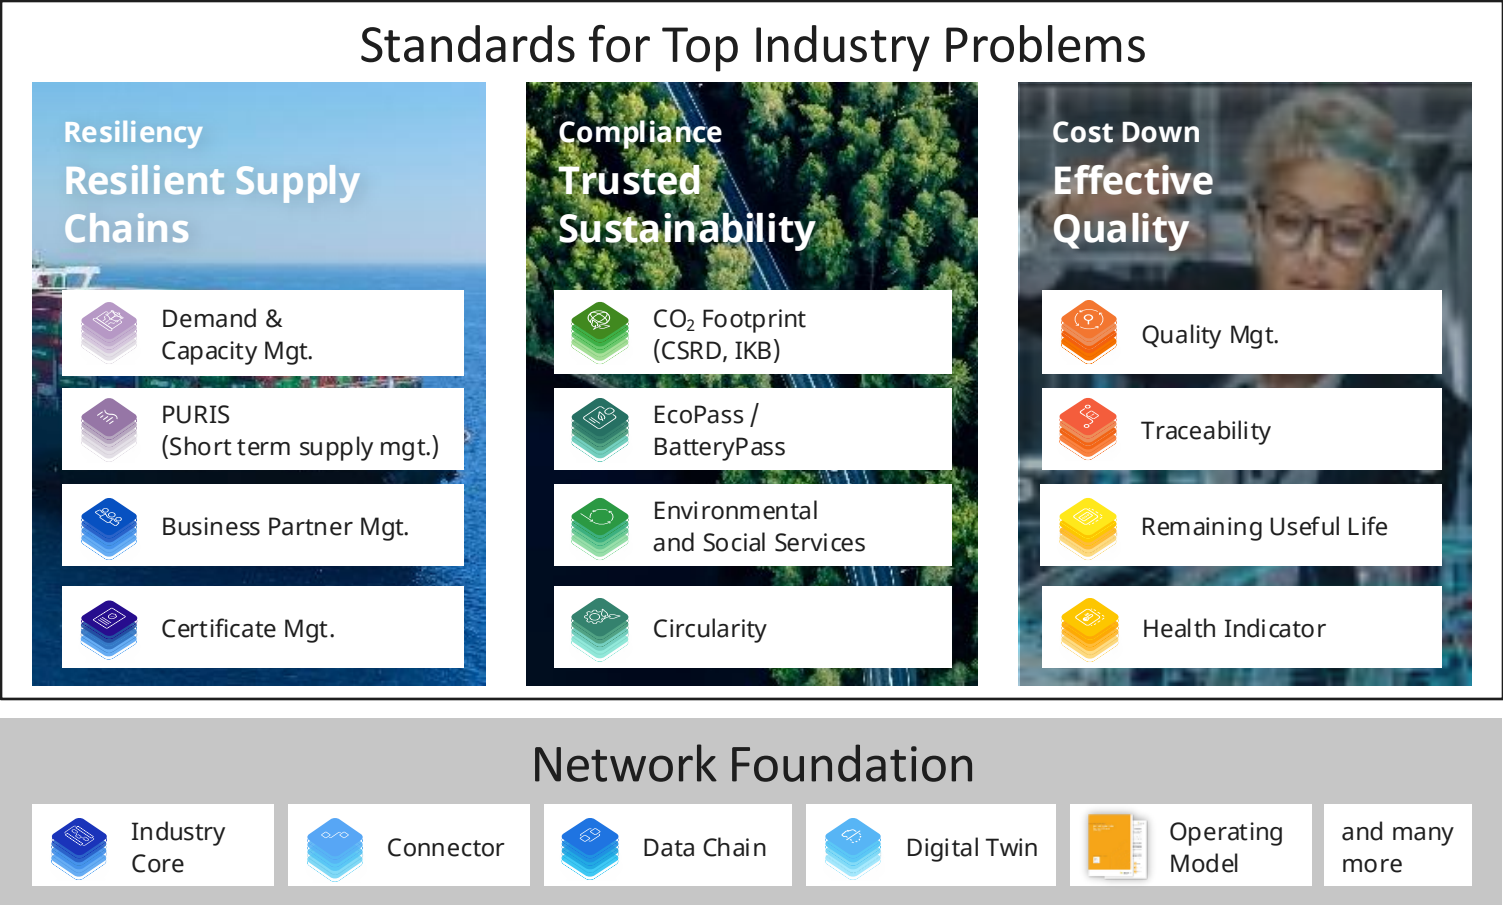 Standards for Top Industry Problems
Resiliency
Resilient Supply
Chains
Demand &
Capacity Mgt.
PURIS
(Short term supply mgt.)
Business Partner Mgt.
Certificate Mgt.
Compliance
Trusted
Sustainability
CO₂ Footprint
(CSRD, IKB)
EcoPass /
BatteryPass
Environmental
and Social Services
Circularity
Cost Down
Effective
Quality
Quality Mgt.
Traceability
Remaining Useful Life
Health Indicator
Network Foundation
Industry
Core
Connector
Data Chain
Digital Twin
Operating
Model
and many
more